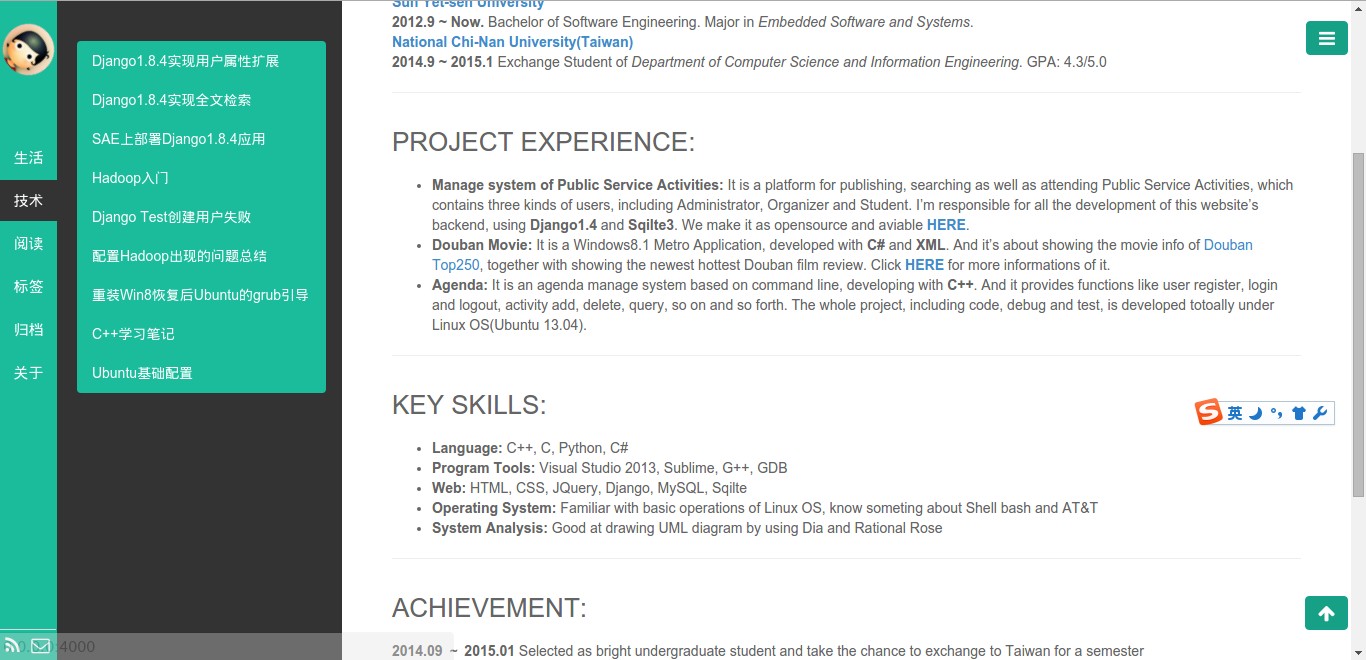 生活
技术
阅读
标签
归档
关于
Django1.8.4实现用户属性扩展
Django1.8.4实现全文检索
SAE上部署Django1.8.4应用
Hadoop入门
Django Test创建用户失败
配置Hadoop出现的问题总结
重装Win8恢复后Ubuntu的grub引导
C++学习笔记
Ubuntu基础配置
Sun Yet-sen University
2012.9 ~ Now. Bachelor of Software Engineering. Major in Embedded Software and Systems.
National Chi-Nan University(Taiwan)
2014.9 ~ 2015.1 Exchange Student of Department of Computer Science and Information Engineering. GPA: 4.3/5.0
PROJECT EXPERIENCE:
• Manage system of Public Service Activities: It is a platform for publishing, searching as well as attending Public Service Activities, which
contains three kinds of users, including Administrator, Organizer and Student. I'm responsible for all the development of this website's
backend, using Django1.4 and Sqilte3. We make it as opensource and aviable HERE.
• Douban Movie: It is a Windows8.1 Metro Application, developed with C# and XML. And it's about showing the movie info of Douban
Top250, together with showing the newest hottest Douban film review. Click HERE for more informations of it.
• Agenda: It is an agenda manage system based on command line, developing with C++. And it provides functions like user register, login
and logout, activity add, delete, query, so on and so forth. The whole project, including code, debug and test, is developed totoally under
Linux OS(Ubuntu 13.04).
KEY SKILLS:
• Language: C++, C, Python, C#
• Program Tools: Visual Studio 2013, Sublime, G++, GDB
• Web: HTML, CSS, JQuery, Django, MySQL, Sqilte
• Operating System: Familiar with basic operations of Linux OS, know someting about Shell bash and AT&T
• System Analysis: Good at drawing UML diagram by using Dia and Rational Rose
S 英
ACHIEVEMENT:
2014.09 ~ 2015.01 Selected as bright undergraduate student and take the chance to exchange to Taiwan for a semester
:4000